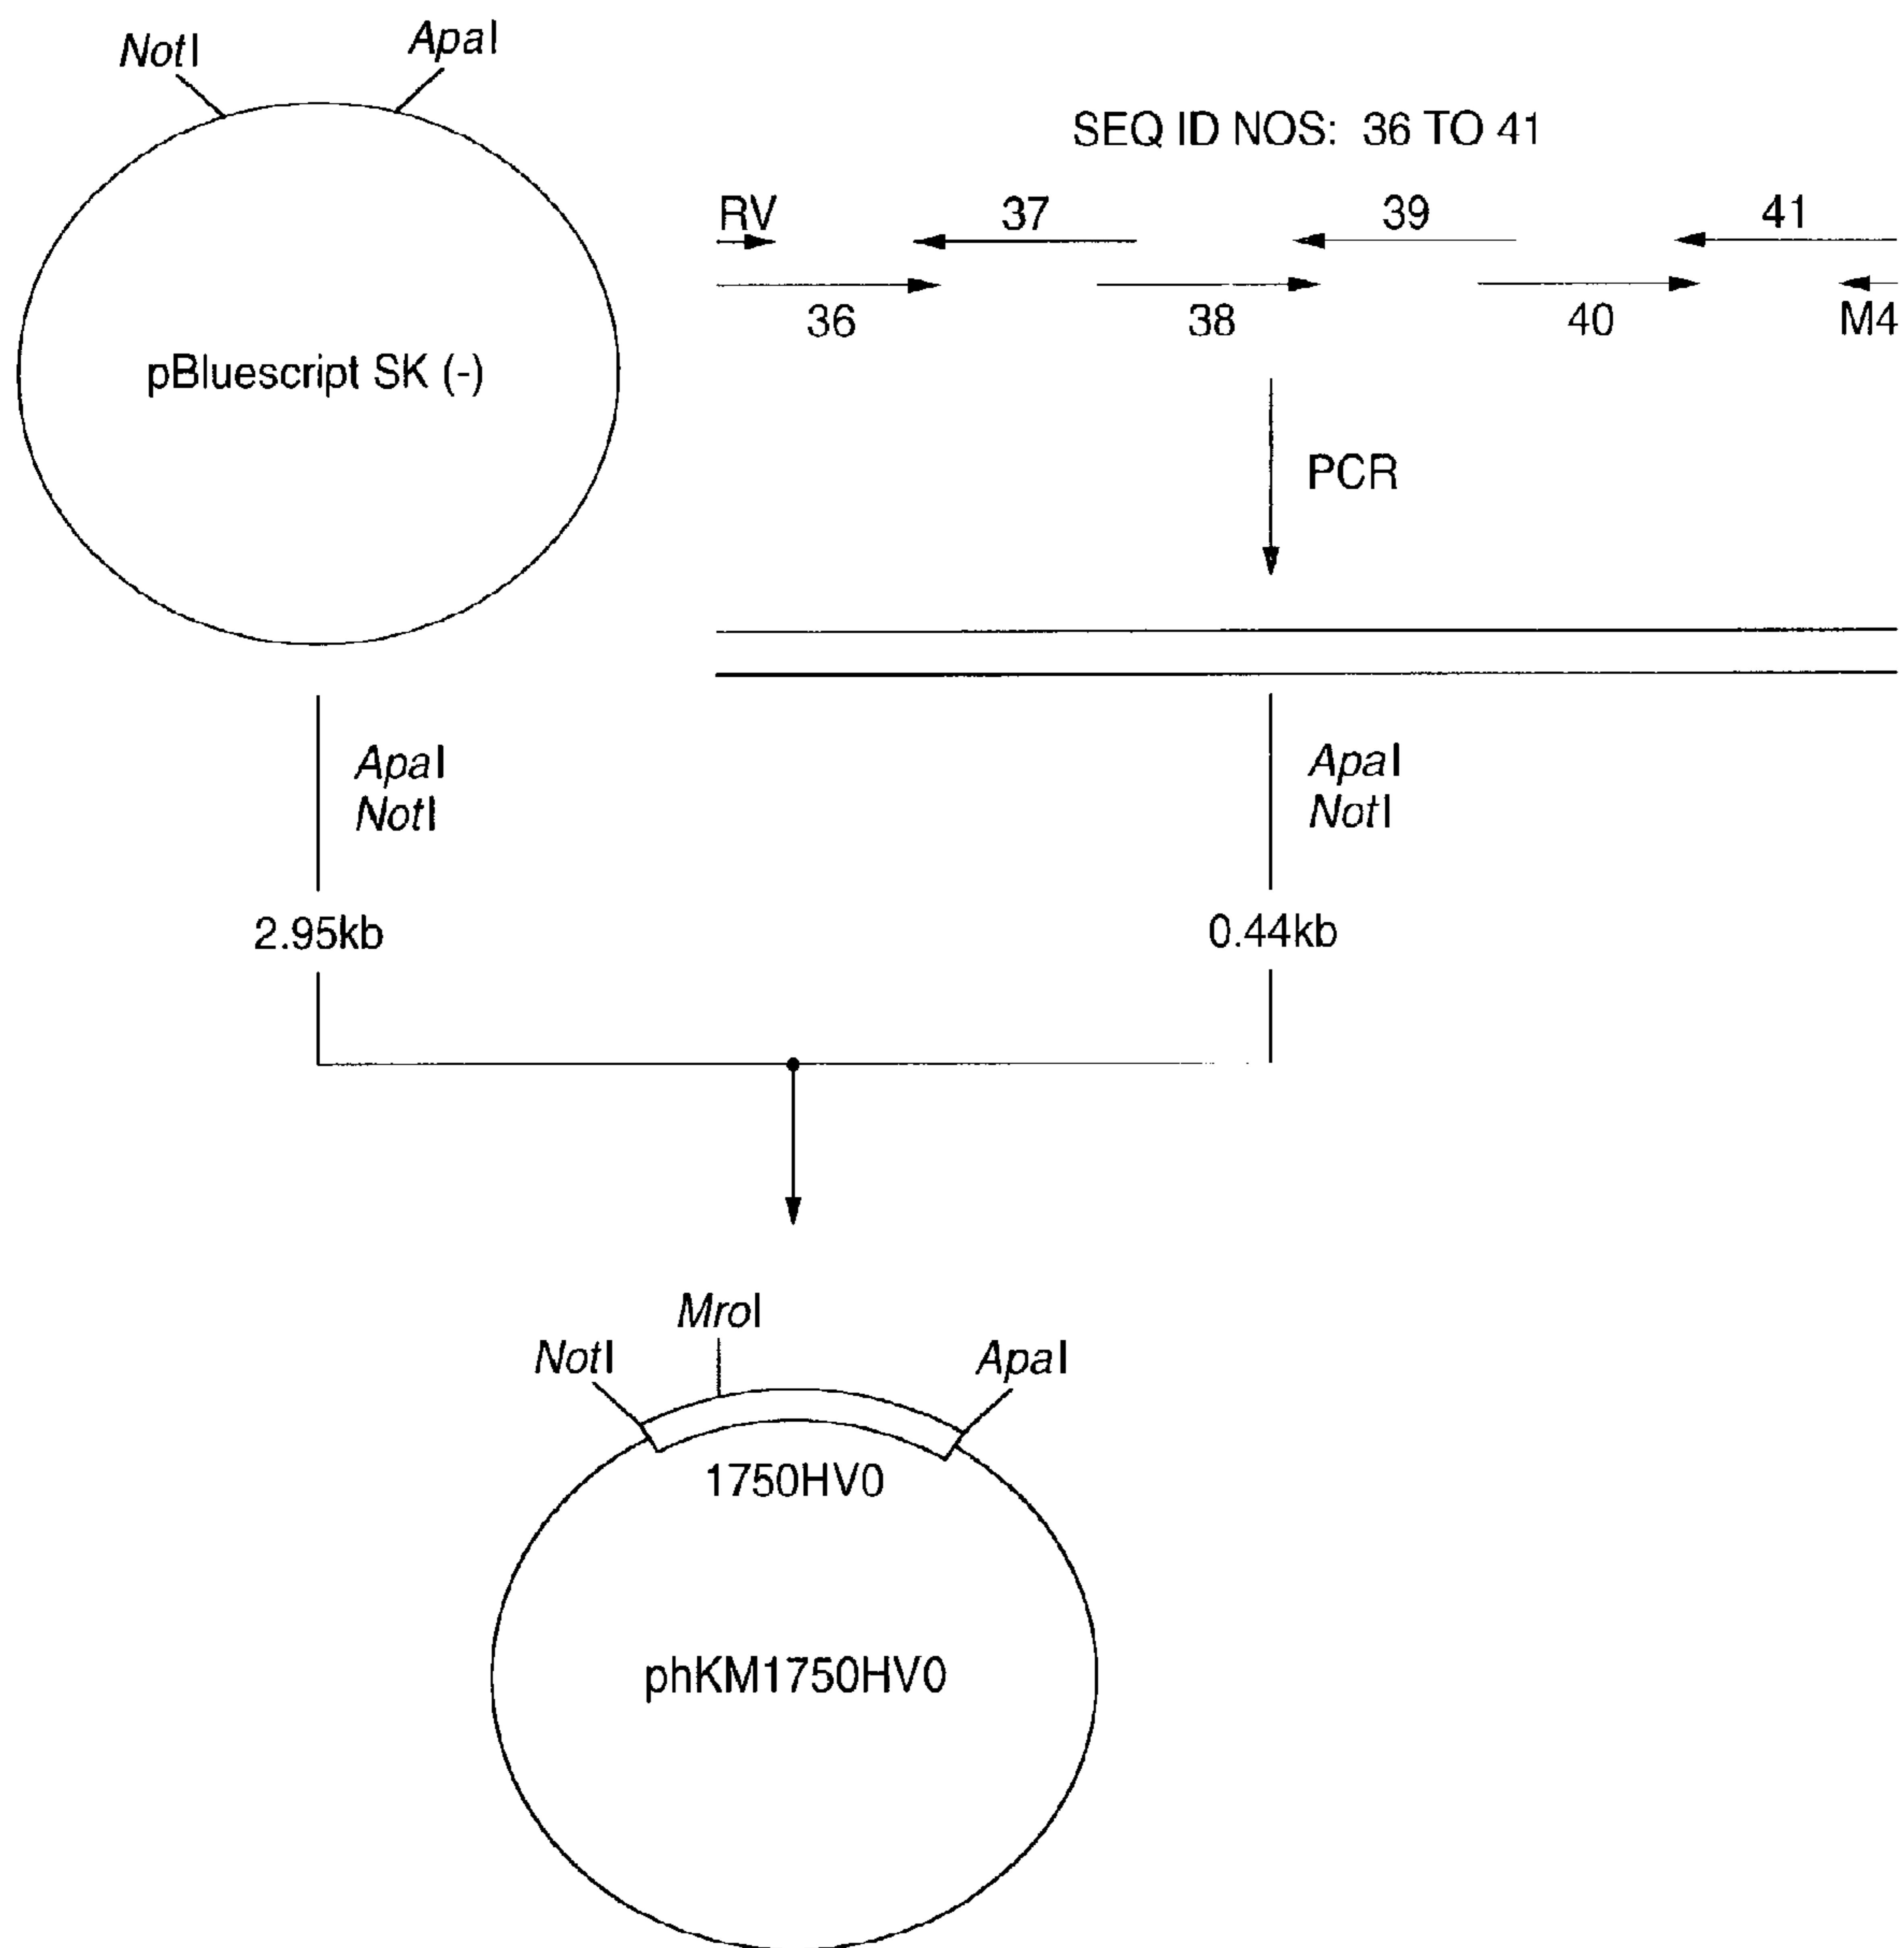 NotI
ApaI
SEQ ID NOS: 36 TO 41
RV
37
39
41
36
38
40
M4
pBluescript SK (-)
PCR
ApaI
NotI
ApaI
NotI
2.95kb
0.44kb
MroI
NotI
ApaI
1750HV0
phKM1750HV0